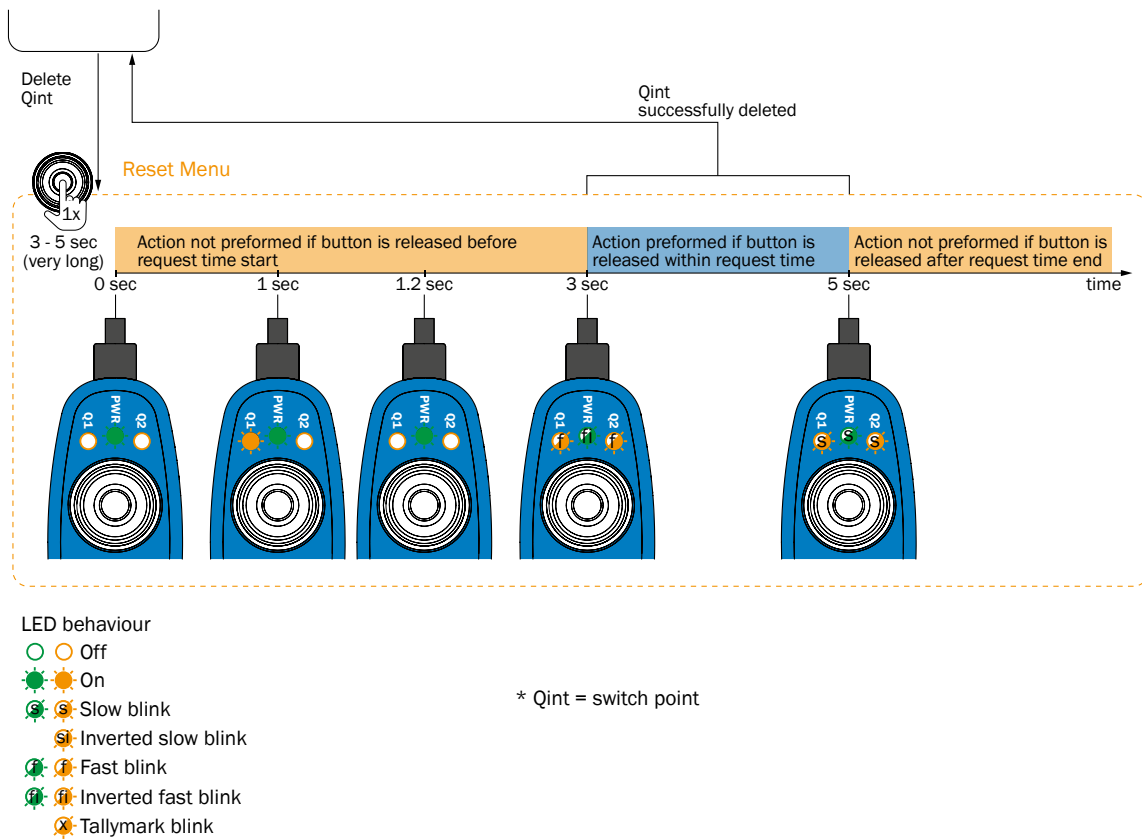 Delete
Qint
Qint
successfully deleted
Reset Menu
1x
3 - 5 sec
(very long)
Action not preformed if button is released before
request time start
Action preformed if button is
released within request time
Action not preformed if button is
released after request time end
0 sec
1 sec
1.2 sec
3 sec
5 sec
time
Q1
PWR
Q2
Q1
PWR
Q2
Q1
PWR
Q2
Q1
PWR
Q2
f
fi
f
Q1
PWR
Q2
S
S
S
LED behaviour
Off
On
S S Slow blink
Si Inverted slow blink
f f Fast blink
fi fi Inverted fast blink
X Tallymark blink
* Qint = switch point